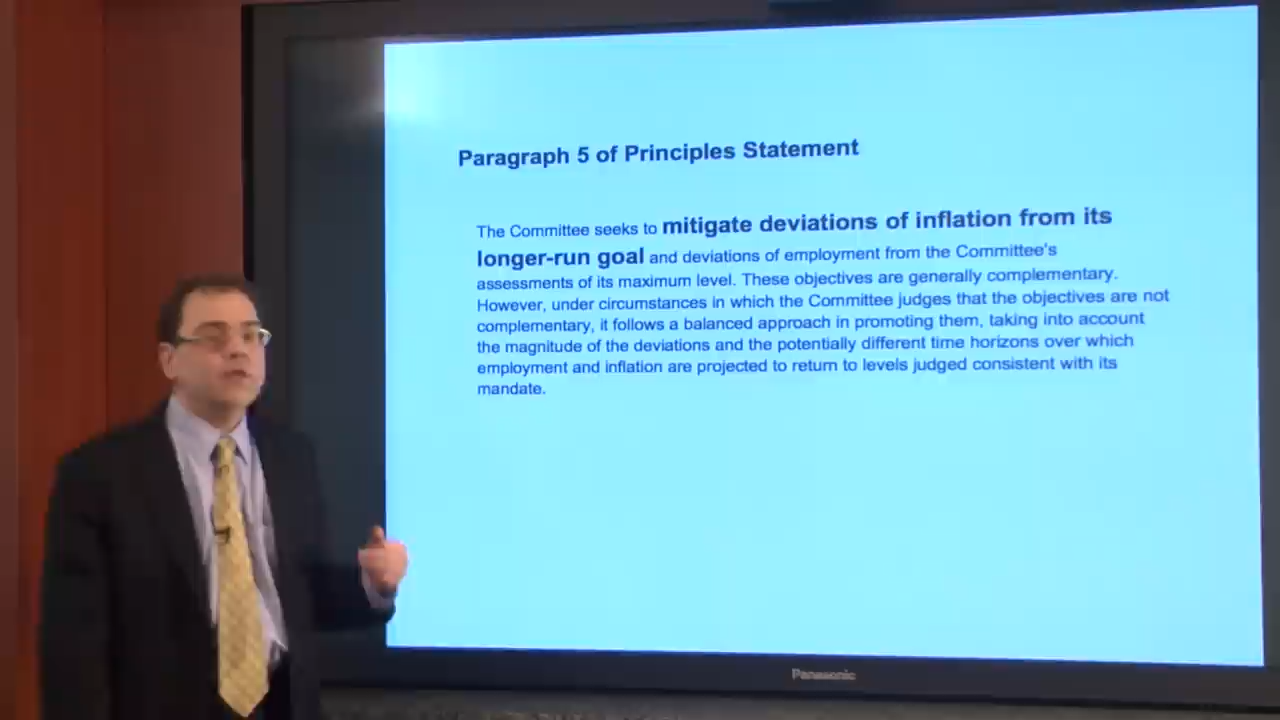 Paragraph 5 of Principles Statement
The Committee seeks to mitigate deviations of inflation from its
longer-run goal and deviations of employment from the Committee's
assessments of its maximum level. These objectives are generally complementary.
However, under circumstances in which the Committee judges that the objectives are not
complementary, it follows a balanced approach in promoting them, taking into account
the magnitude of the deviations and the potentially different time horizons over which
employment and inflation are projected to return to levels judged consistent with its
mandate.
Panasonic